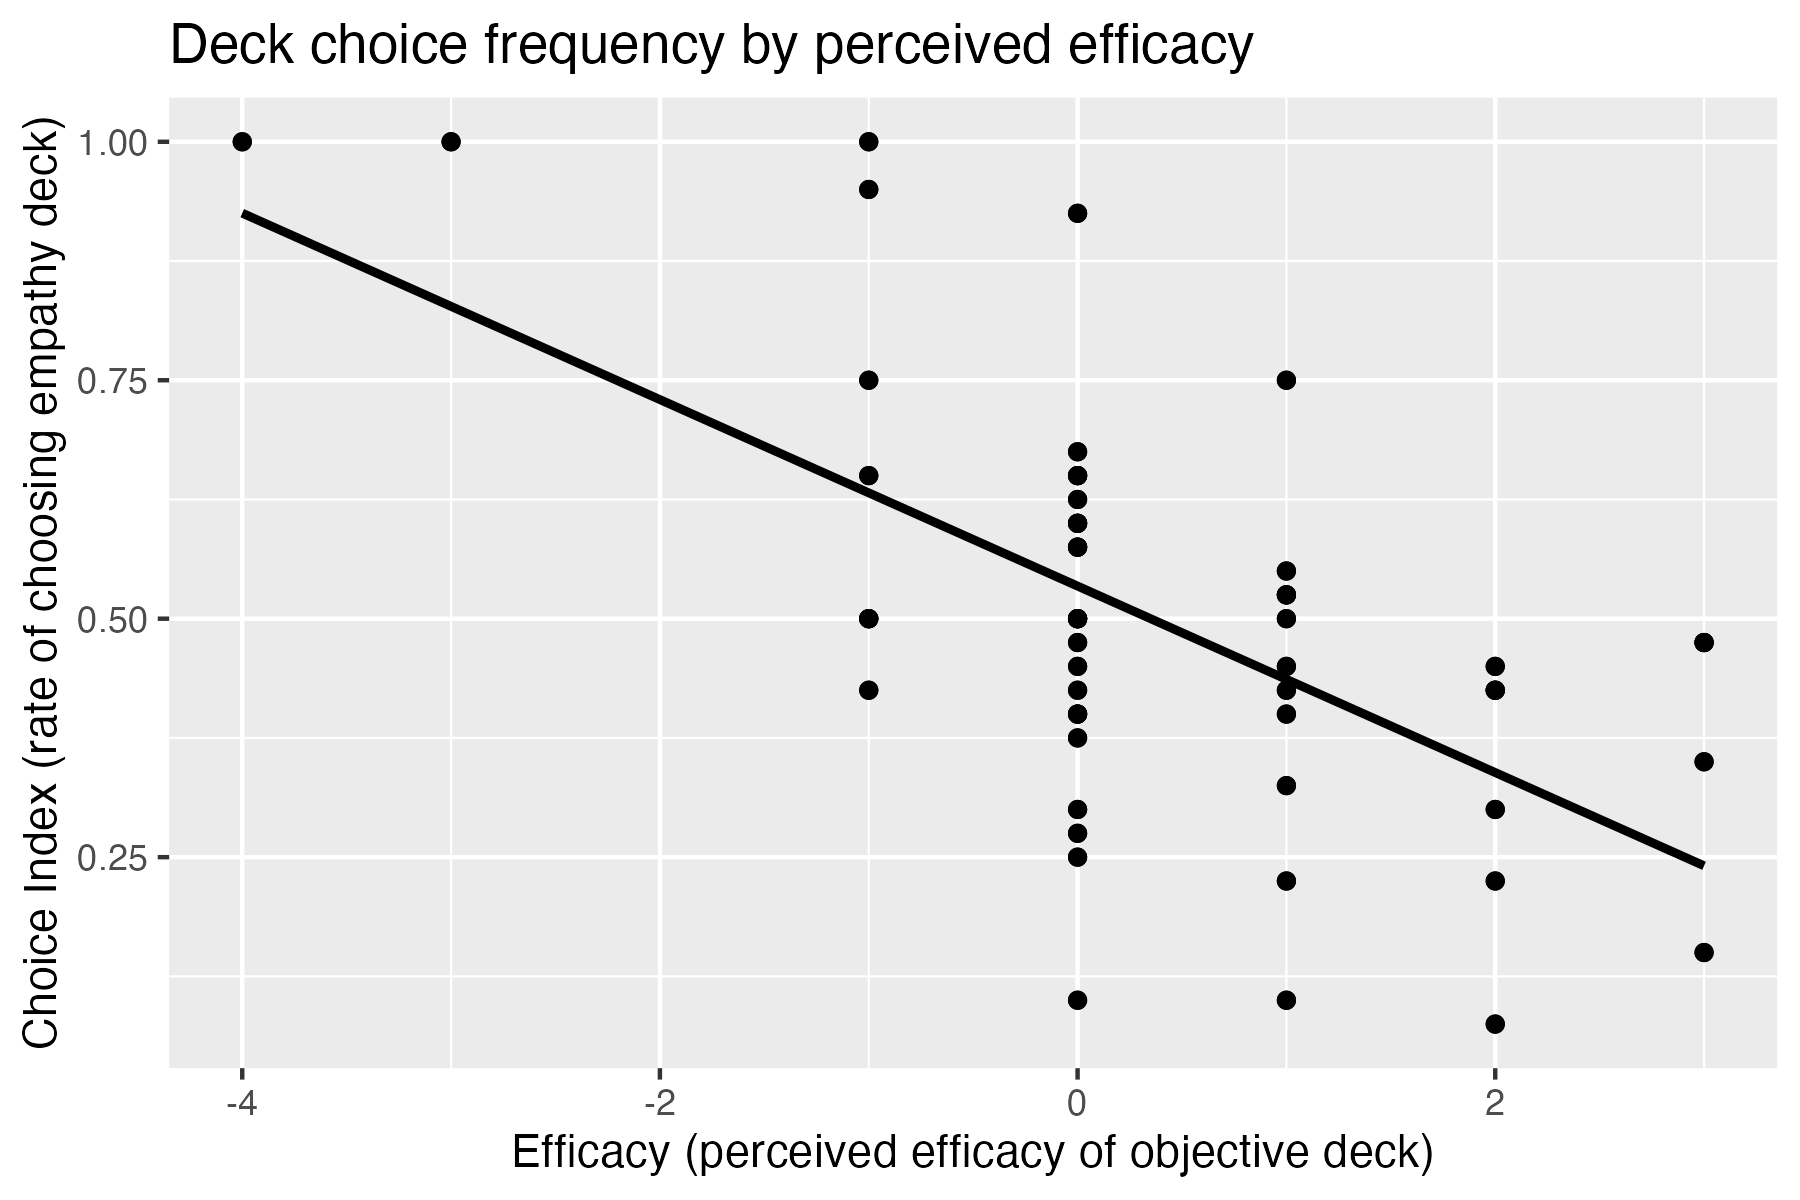 Deck choice frequency by perceived efficacy
Choice Index (rate of choosing empathy deck)
1.00
0.75
0.50
0.25
-4
-2
0
2
Efficacy (perceived efficacy of objective deck)